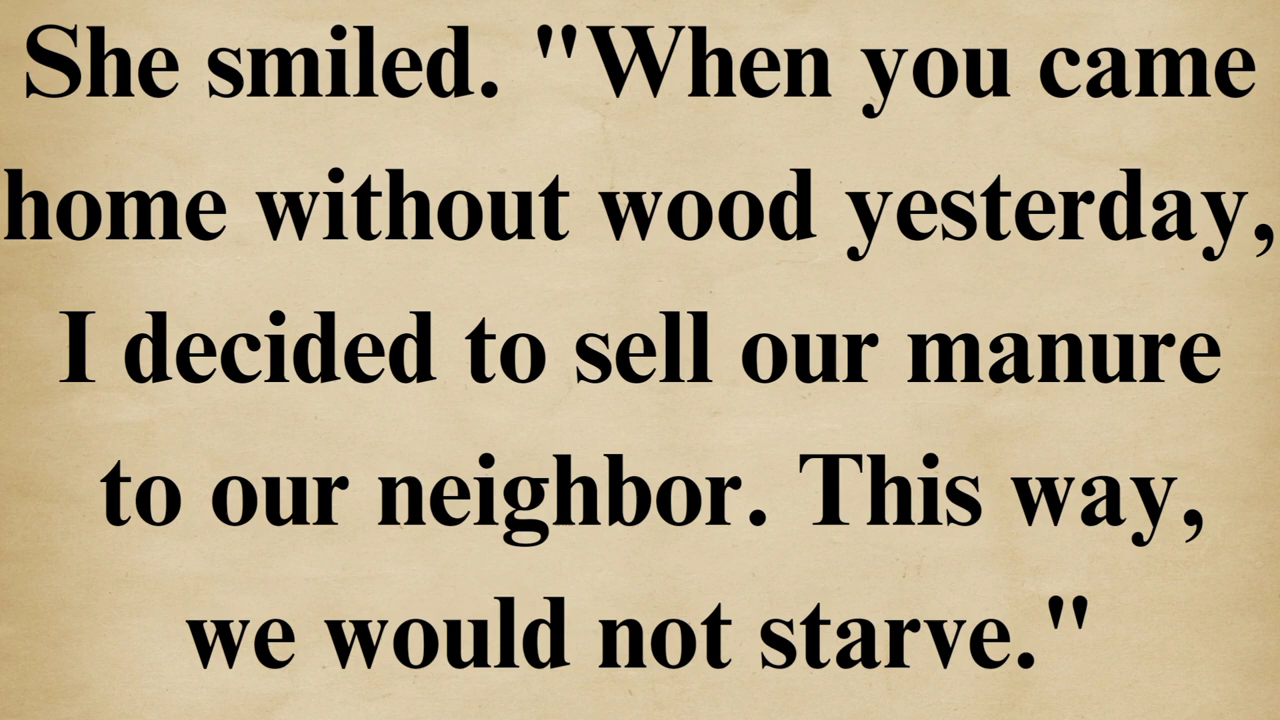 She smiled. "When you came
home without wood yesterday,
I decided to sell our manure
to our neighbor. This way,
we would not starve."